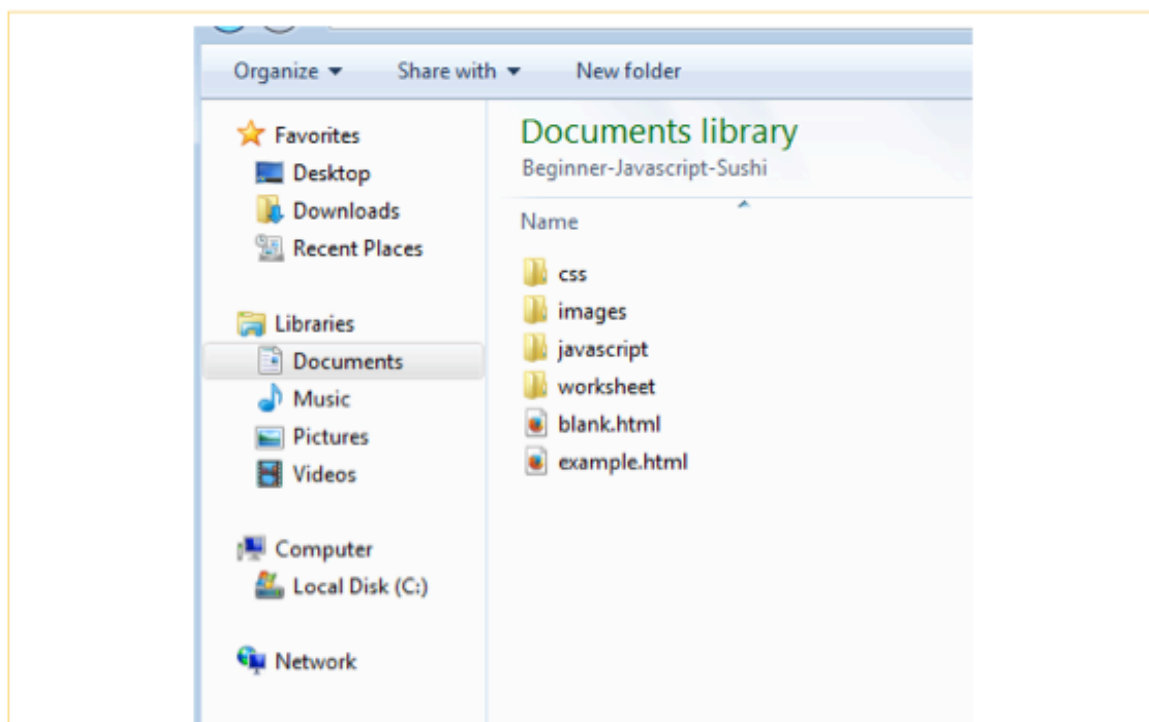 Organize Share with New folder
Favorites
Desktop
Downloads
Recent Places
Libraries
Documents
Music
Pictures
Videos
Computer
Local Disk (C:)
Network
Documents library
Beginner-Javascript-Sushi
Name
css
images
javascript
worksheet
blank.html
example.html